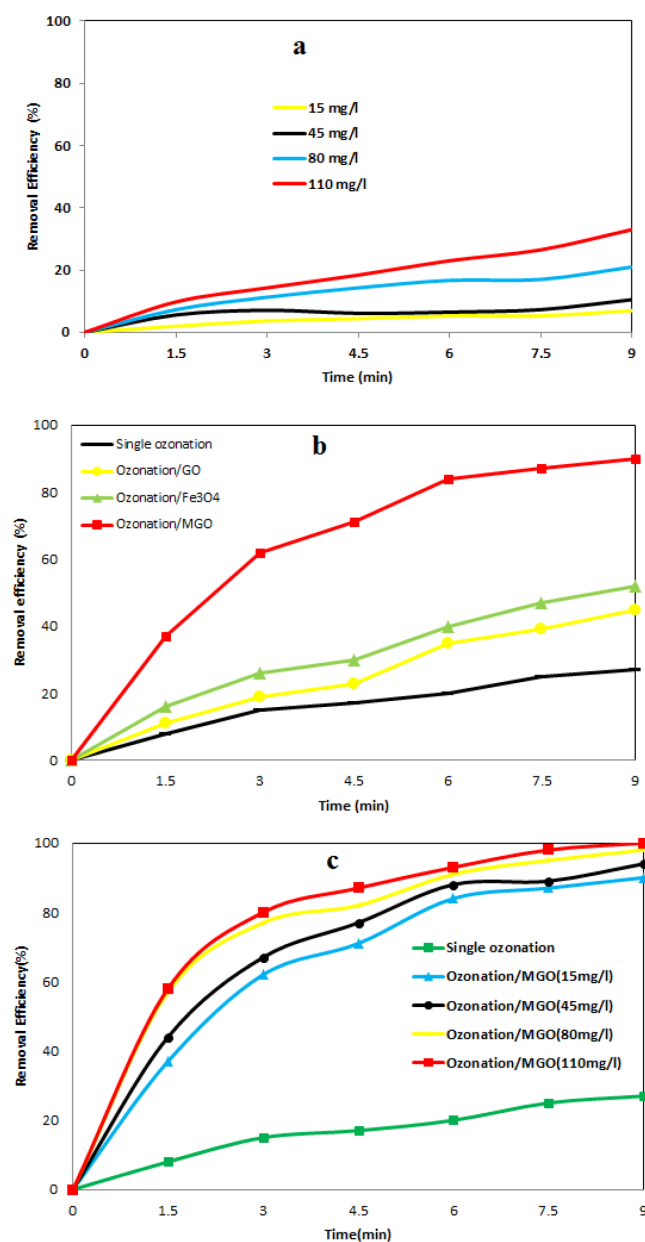 a
100
80
60
40
20
0
Removal Efficiency (%)
15 mg/l
45 mg/l
80 mg/l
110 mg/l
0 1.5 3 4.5 6 7.5 9
Time (min)
b
100
80
60
40
20
0
Removal efficiency (%)
Single ozonation
Ozonation/GO
Ozonation/Fe3O4
Ozonation/MGO
0 1.5 3 4.5 6 7.5 9
Time (min)
c
100
80
60
40
20
0
Removal Efficiency(%)
Single ozonation
Ozonation/MGO(15mg/l)
Ozonation/MGO(45mg/l)
Ozonation/MGO(80mg/l)
Ozonation/MGO(110mg/l)
0 1.5 3 4.5 6 7.5 9
Time(min)